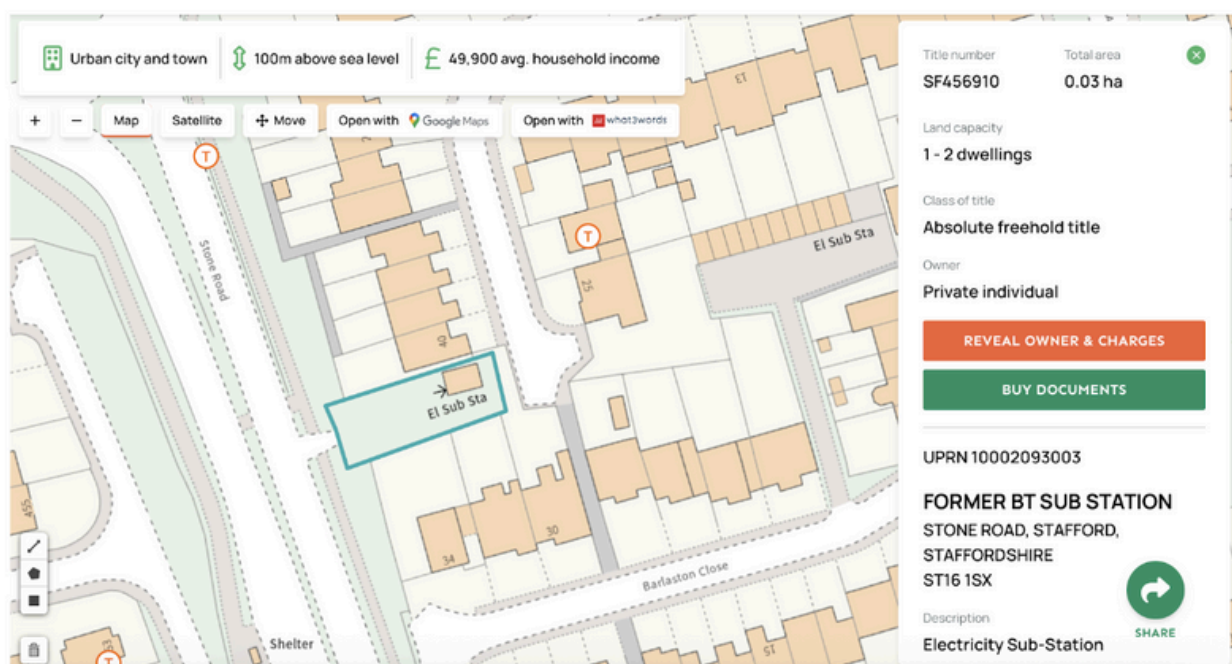 Urban city and town
100m above sea level
£ 49,900 avg. household income
+
−
Map
Satellite
Move
Open with Google Maps
Open with what3words
T
T
T
Stone Road
El Sub Sta
El Sub Sta
13
25
40
30
34
455
53
51
Barlaston Close
Shelter
Title number
Total area
SF456910
0.03 ha
Land capacity
1 - 2 dwellings
Class of title
Absolute freehold title
Owner
Private individual
REVEAL OWNER & CHARGES
BUY DOCUMENTS
UPRN 10002093003
FORMER BT SUB STATION
STONE ROAD, STAFFORD,
STAFFORDSHIRE
ST16 1SX
Description
Electricity Sub-Station
SHARE